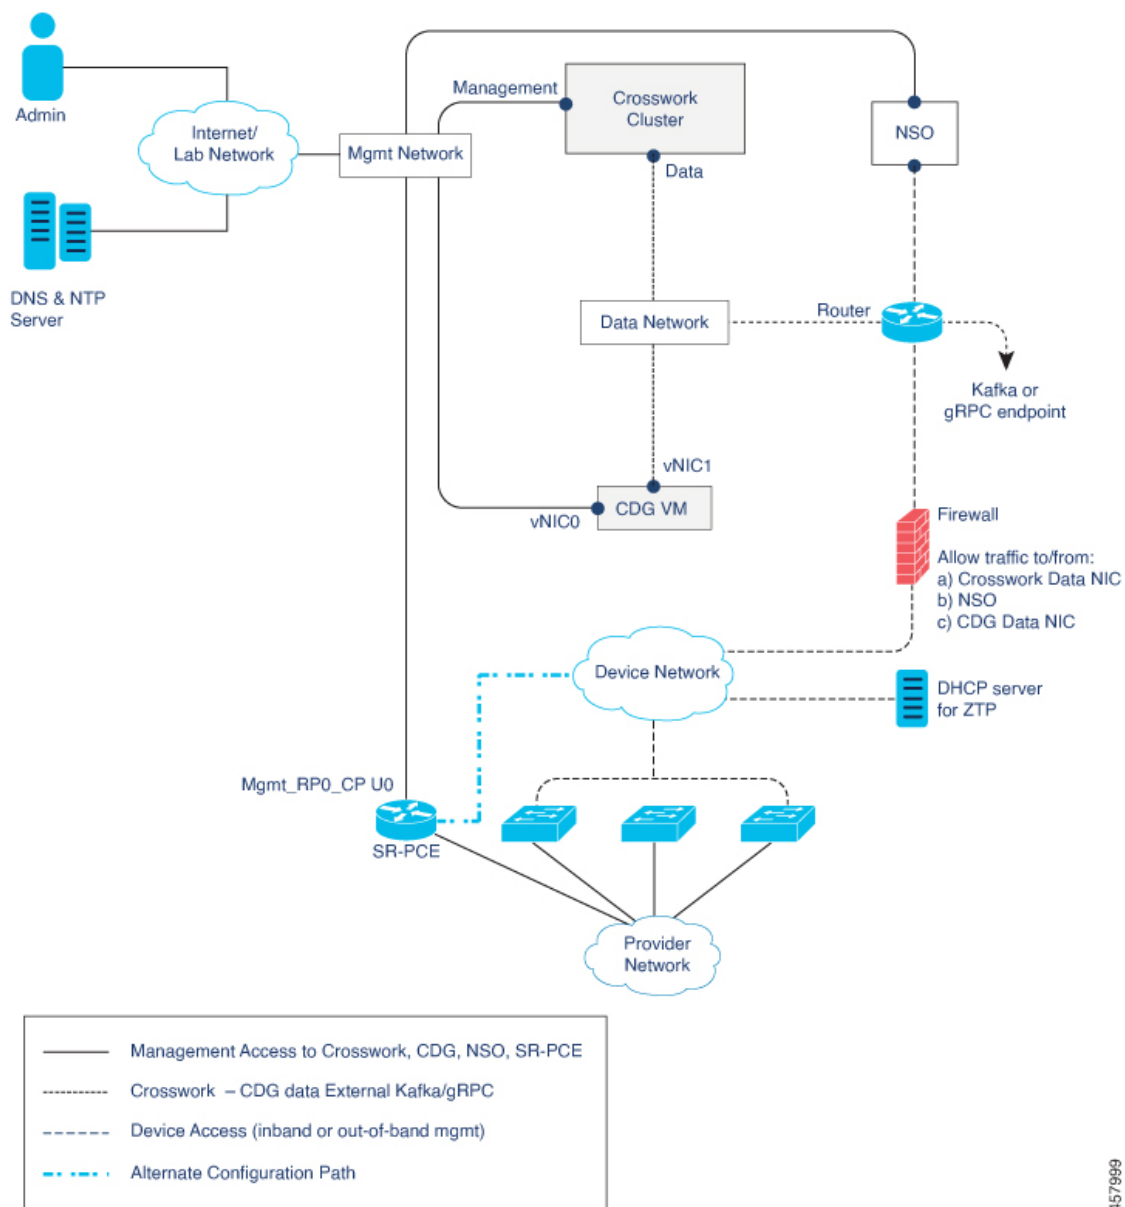 Admin
Internet/
Lab Network
DNS & NTP
Server
Mgmt Network
Management
Crosswork
Cluster
Data
NSO
Data Network
Router
Kafka or
gRPC endpoint
vNIC1
vNIC0
CDG VM
Firewall
Allow traffic to/from:
a) Crosswork Data NIC
b) NSO
c) CDG Data NIC
Device Network
DHCP server
for ZTP
Mgmt_RP0_CP U0
SR-PCE
Provider
Network
Management Access to Crosswork, CDG, NSO, SR-PCE
Crosswork – CDG data External Kafka/gRPC
Device Access (inband or out-of-band mgmt)
Alternate Configuration Path
457999